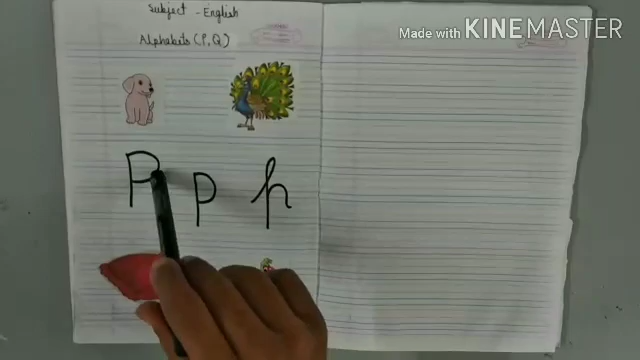 Subject - English
Alphabets (P, Q)
Made with KINEMASTER
P p p